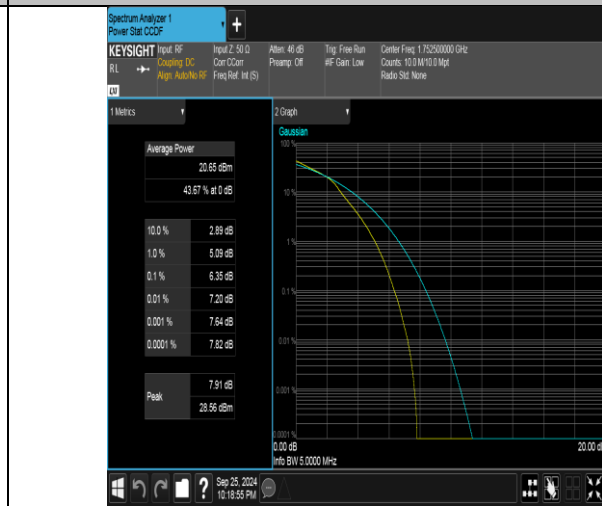 Spectrum Analyzer 1
Power Stat CCDF
+
KEYSIGHT
RL
LXI
Input: RF
Coupling: DC
Align: Auto/No RF
Input Z: 50 Ω
Corr CCorr
Freq Ref: Int (S)
Atten: 46 dB
Preamp: Off
Trig: Free Run
#IF Gain: Low
Center Freq: 1.752500000 GHz
Counts: 10.0 M/10.0 Mpt
Radio Std: None
1 Metrics
Average Power
20.65 dBm
43.67 % at 0 dB
10.0 % 2.89 dB
1.0 % 5.09 dB
0.1 % 6.35 dB
0.01 % 7.20 dB
0.001 % 7.64 dB
0.0001 % 7.82 dB
Peak
7.91 dB
28.56 dBm
2 Graph
Gaussian
100 %
10 %
1 %
0.1 %
0.01 %
0.001 %
0.0001 %
0.00 dB
20.00 d
Info BW 5.0000 MHz
?
Sep 25, 2024
10:18:55 PM